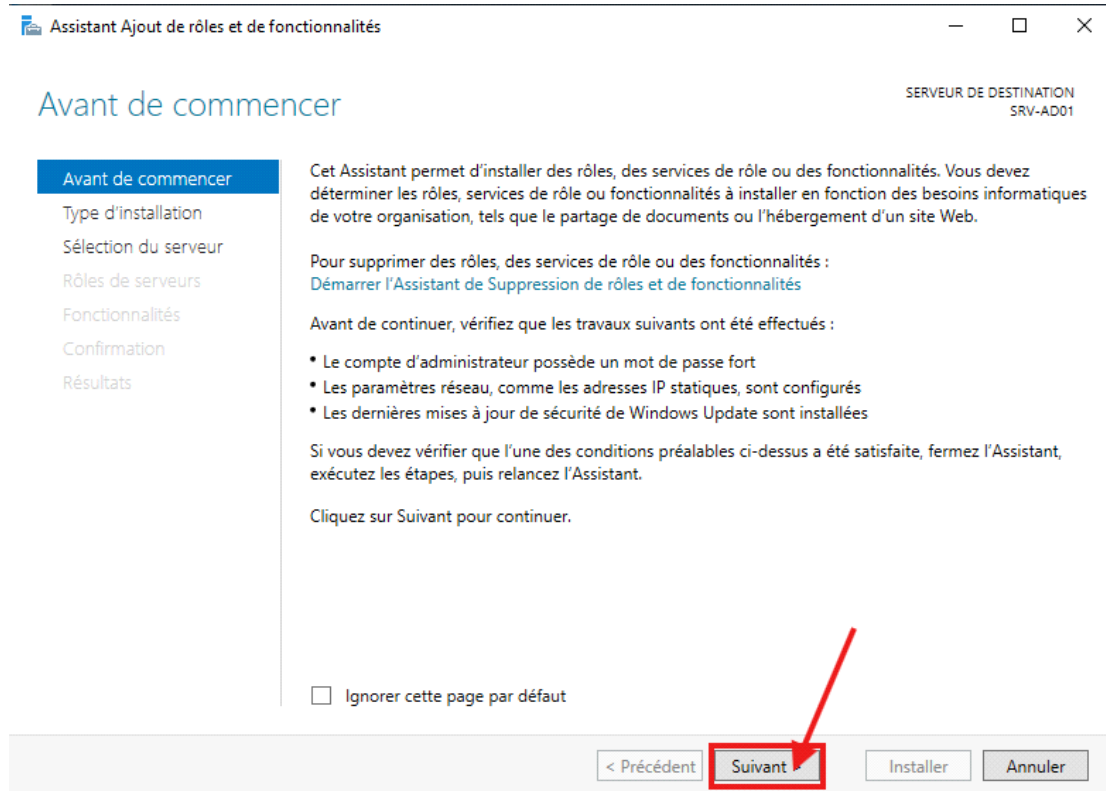 Assistant Ajout de rôles et de fonctionnalités
Avant de commencer
SERVEUR DE DESTINATION
SRV-AD01
Avant de commencer
Type d'installation
Sélection du serveur
Rôles de serveurs
Fonctionnalités
Confirmation
Résultats
Cet Assistant permet d'installer des rôles, des services de rôle ou des fonctionnalités. Vous devez
déterminer les rôles, services de rôle ou fonctionnalités à installer en fonction des besoins informatiques
de votre organisation, tels que le partage de documents ou l'hébergement d'un site Web.
Pour supprimer des rôles, des services de rôle ou des fonctionnalités :
Démarrer l'Assistant de Suppression de rôles et de fonctionnalités
Avant de continuer, vérifiez que les travaux suivants ont été effectués :
• Le compte d'administrateur possède un mot de passe fort
• Les paramètres réseau, comme les adresses IP statiques, sont configurés
• Les dernières mises à jour de sécurité de Windows Update sont installées
Si vous devez vérifier que l'une des conditions préalables ci-dessus a été satisfaite, fermez l'Assistant,
exécutez les étapes, puis relancez l'Assistant.
Cliquez sur Suivant pour continuer.
Ignorer cette page par défaut
< Précédent
Suivant >
Installer
Annuler